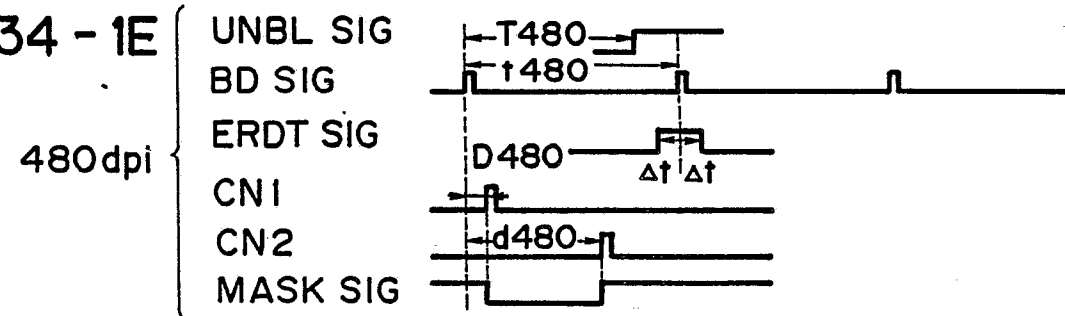 34-1E
480dpi
UNBL SIG
T480
t480
BD SIG
ERDT SIG
D480
Δt Δt
CN1
CN2
d480
MASK SIG